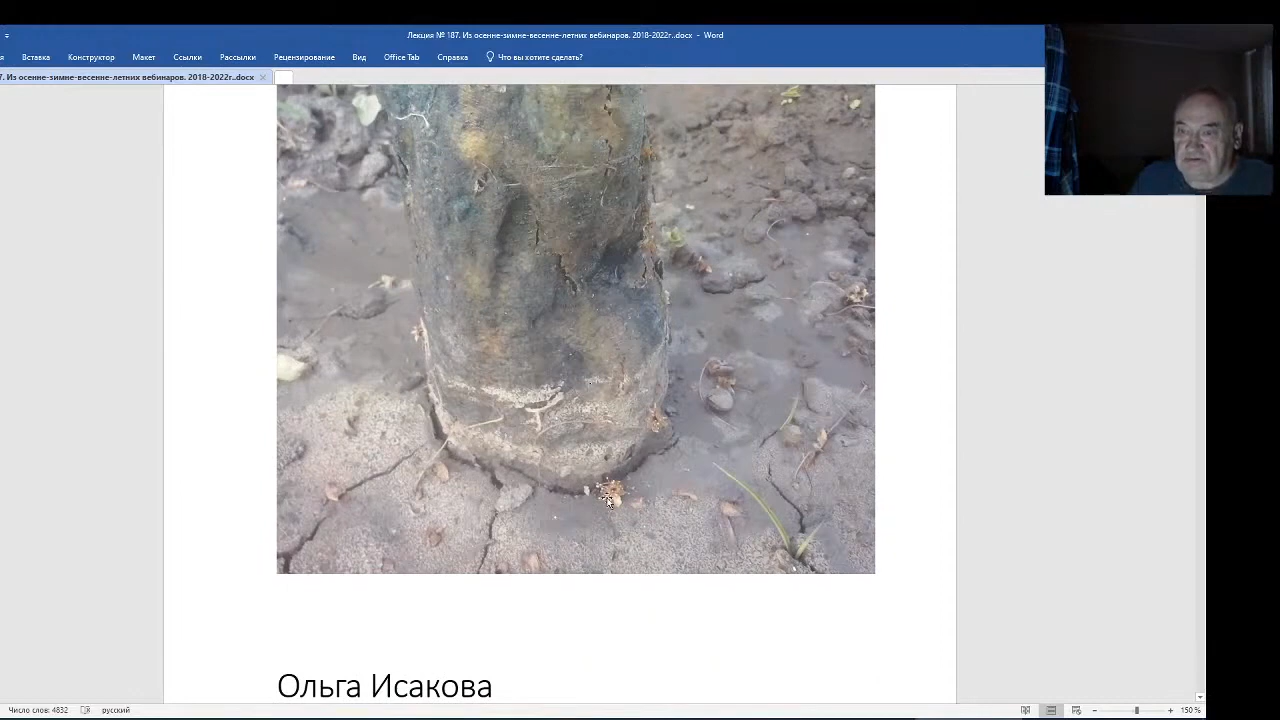 Лекция № 187. Из осенне-зимне-весенне-летних вебинаров. 2018-2022г..docx - Word
Вставка Конструктор Макет Ссылки Рассылки Рецензирование Вид Office Tab Справка Что вы хотите сделать?
7. Из осенне-зимне-весенне-летних вебинаров. 2018-2022г..docx
Ольга Исакова
Число слов: 4832 русский 150 %